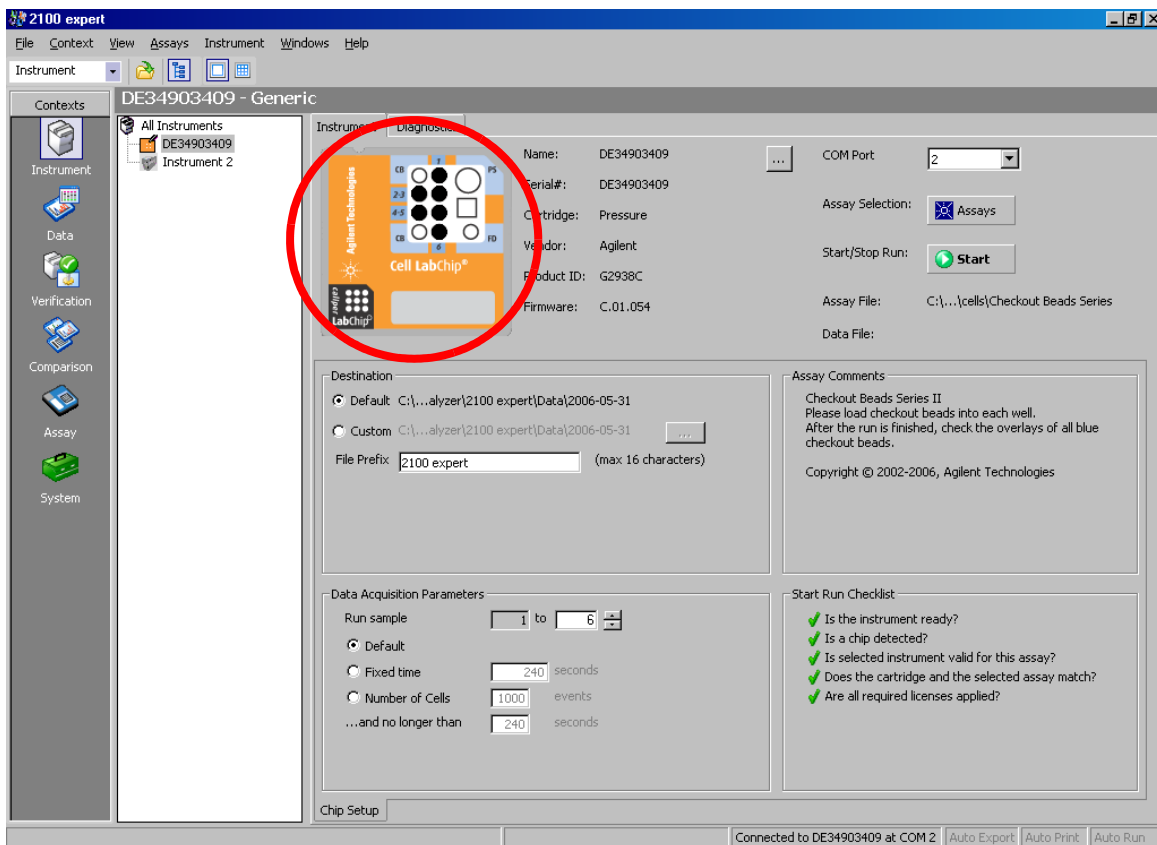 2100 expert
File Context View Assays Instrument Windows Help
Instrument
Contexts
Instrument
Data
Verification
Comparison
Assay
System
DE34903409 - Generic
All Instruments
DE34903409
Instrument 2
Instrument Diagnostics
Agilent Technologies
CB 1 PS
2-3
4-5
CB 6 FD
Cell LabChip®
caliper
LabChip®
Name: DE34903409 ...
Serial#: DE34903409
Cartridge: Pressure
Vendor: Agilent
Product ID: G2938C
Firmware: C.01.054
COM Port 2
Assay Selection: Assays
Start/Stop Run: Start
Assay File: C:\...\cells\Checkout Beads Series
Data File:
Destination
Default C:\...alyzer\2100 expert\Data\2006-05-31
Custom C:\...alyzer\2100 expert\Data\2006-05-31 ...
File Prefix 2100 expert (max 16 characters)
Assay Comments
Checkout Beads Series II
Please load checkout beads into each well.
After the run is finished, check the overlays of all blue
checkout beads.
Copyright © 2002-2006, Agilent Technologies
Data Acquisition Parameters
Run sample 1 to 6
Default
Fixed time 240 seconds
Number of Cells 1000 events
...and no longer than 240 seconds
Start Run Checklist
Is the instrument ready?
Is a chip detected?
Is selected instrument valid for this assay?
Does the cartridge and the selected assay match?
Are all required licenses applied?
Chip Setup
Connected to DE34903409 at COM 2 Auto Export Auto Print Auto Run